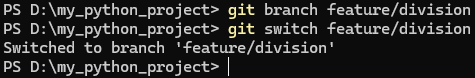 PS D:\my_python_project> git branch feature/division
PS D:\my_python_project> git switch feature/division
Switched to branch 'feature/division'
PS D:\my_python_project>